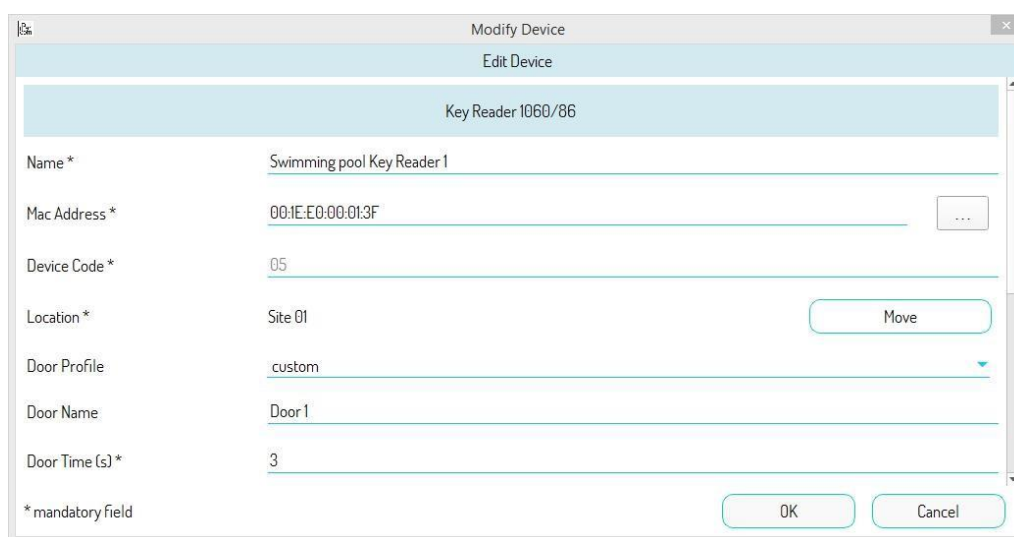 Modify Device
Edit Device
Key Reader 1060/86
Name * Swimming pool Key Reader 1
Mac Address * 00:1E:E0:00:01:3F ...
Device Code * 05
Location * Site 01 Move
Door Profile custom
Door Name Door 1
Door Time (s) * 3
* mandatory field OK Cancel